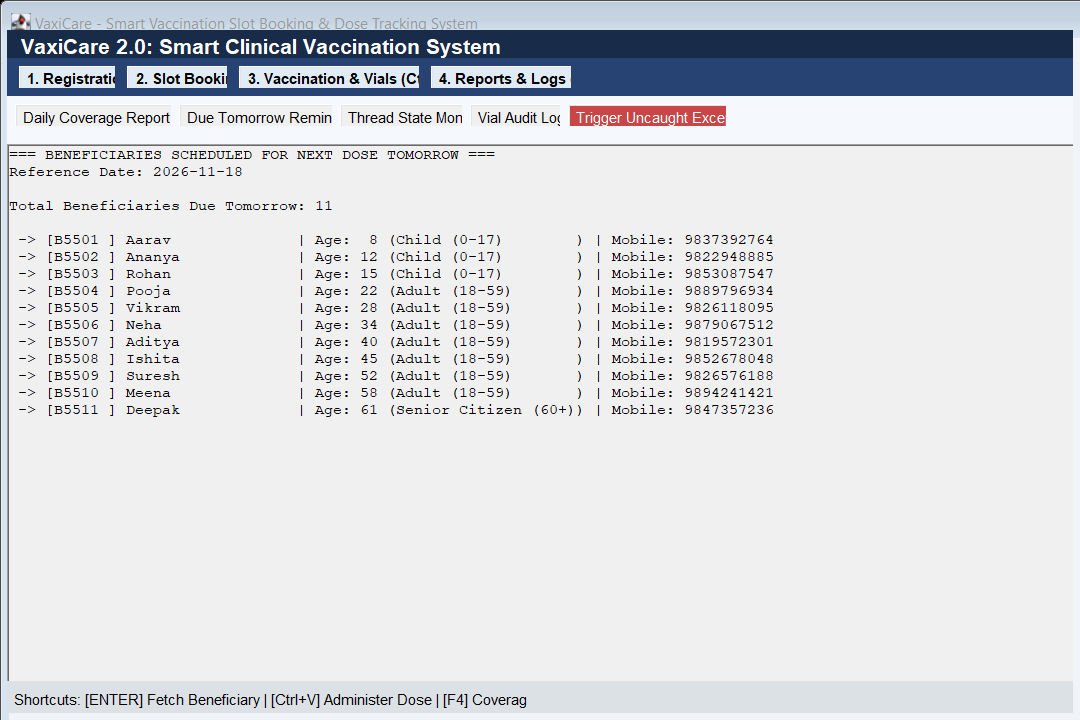 VaxiCare - Smart Vaccination Slot Booking & Dose Tracking System
VaxiCare 2.0: Smart Clinical Vaccination System
1. Registratio 2. Slot Booki 3. Vaccination & Vials (Ct 4. Reports & Logs
Daily Coverage Report Due Tomorrow Remin Thread State Mon Vial Audit Log Trigger Uncaught Exce
=== BENEFICIARIES SCHEDULED FOR NEXT DOSE TOMORROW ===
Reference Date: 2026-11-18
Total Beneficiaries Due Tomorrow: 11
-> [B5501 ] Aarav | Age: 8 (Child (0-17) ) | Mobile: 9837392764
-> [B5502 ] Ananya | Age: 12 (Child (0-17) ) | Mobile: 9822948885
-> [B5503 ] Rohan | Age: 15 (Child (0-17) ) | Mobile: 9853087547
-> [B5504 ] Pooja | Age: 22 (Adult (18-59) ) | Mobile: 9889796934
-> [B5505 ] Vikram | Age: 28 (Adult (18-59) ) | Mobile: 9826118095
-> [B5506 ] Neha | Age: 34 (Adult (18-59) ) | Mobile: 9879067512
-> [B5507 ] Aditya | Age: 40 (Adult (18-59) ) | Mobile: 9819572301
-> [B5508 ] Ishita | Age: 45 (Adult (18-59) ) | Mobile: 9852678048
-> [B5509 ] Suresh | Age: 52 (Adult (18-59) ) | Mobile: 9826576188
-> [B5510 ] Meena | Age: 58 (Adult (18-59) ) | Mobile: 9894241421
-> [B5511 ] Deepak | Age: 61 (Senior Citizen (60+)) | Mobile: 9847357236
Shortcuts: [ENTER] Fetch Beneficiary | [Ctrl+V] Administer Dose | [F4] Coverag